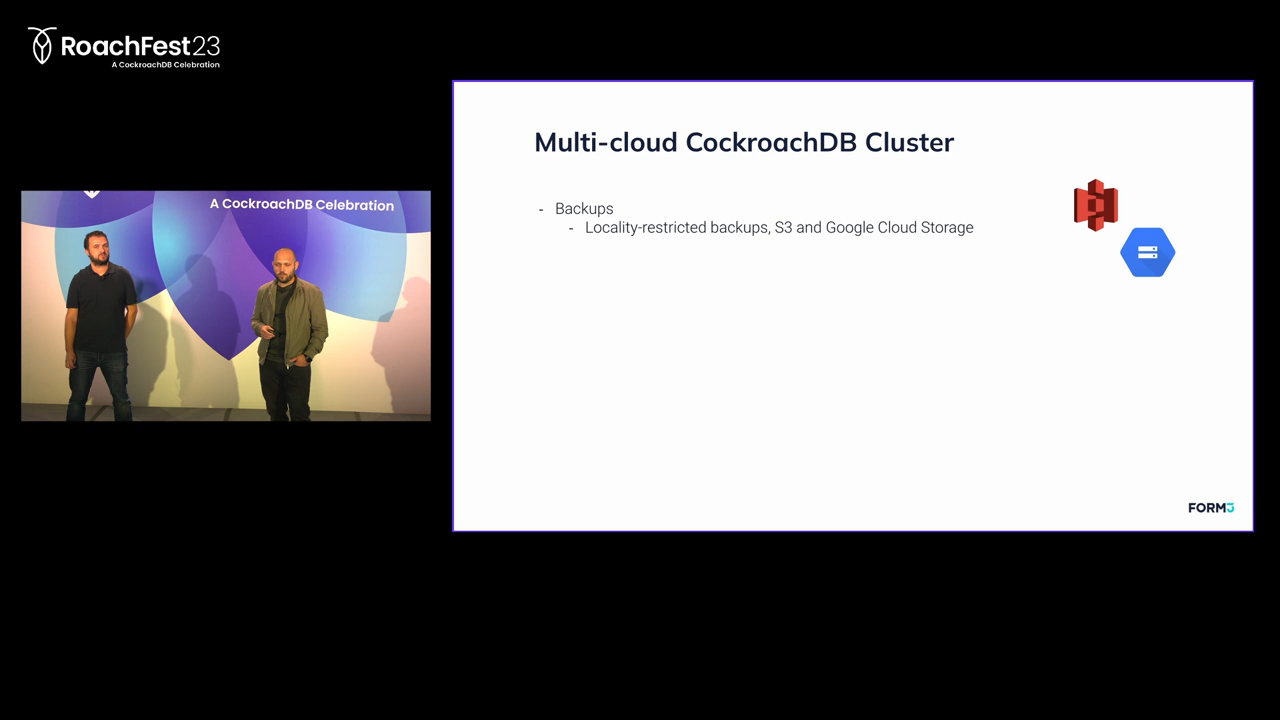 RoachFest23
A CockroachDB Celebration
A CockroachDB Celebration
Multi-cloud CockroachDB Cluster
- Backups
- Locality-restricted backups, S3 and Google Cloud Storage
FORM3